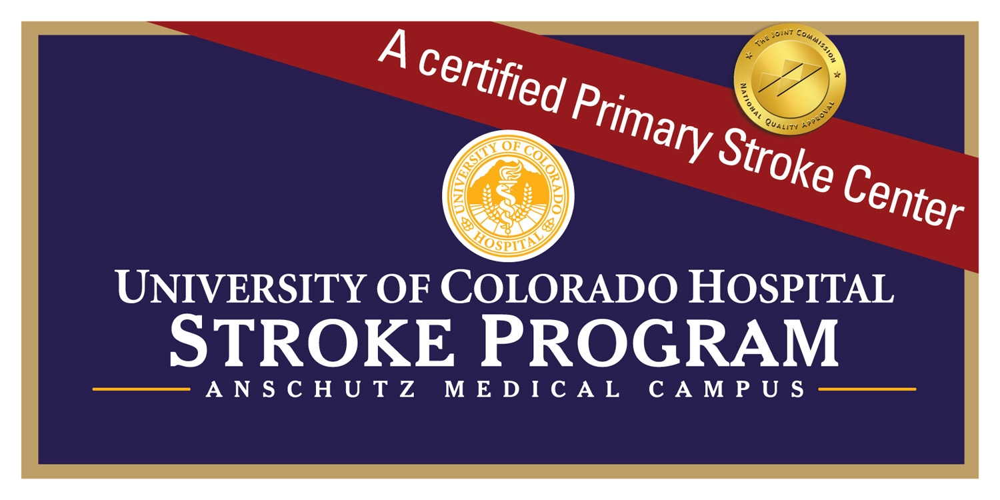 A certified Primary Stroke Center
THE JOINT COMMISSION
NATIONAL QUALITY APPROVAL
UNIVERSITY OF COLORADO
HOSPITAL
UNIVERSITY OF COLORADO HOSPITAL
STROKE PROGRAM
ANSCHUTZ MEDICAL CAMPUS